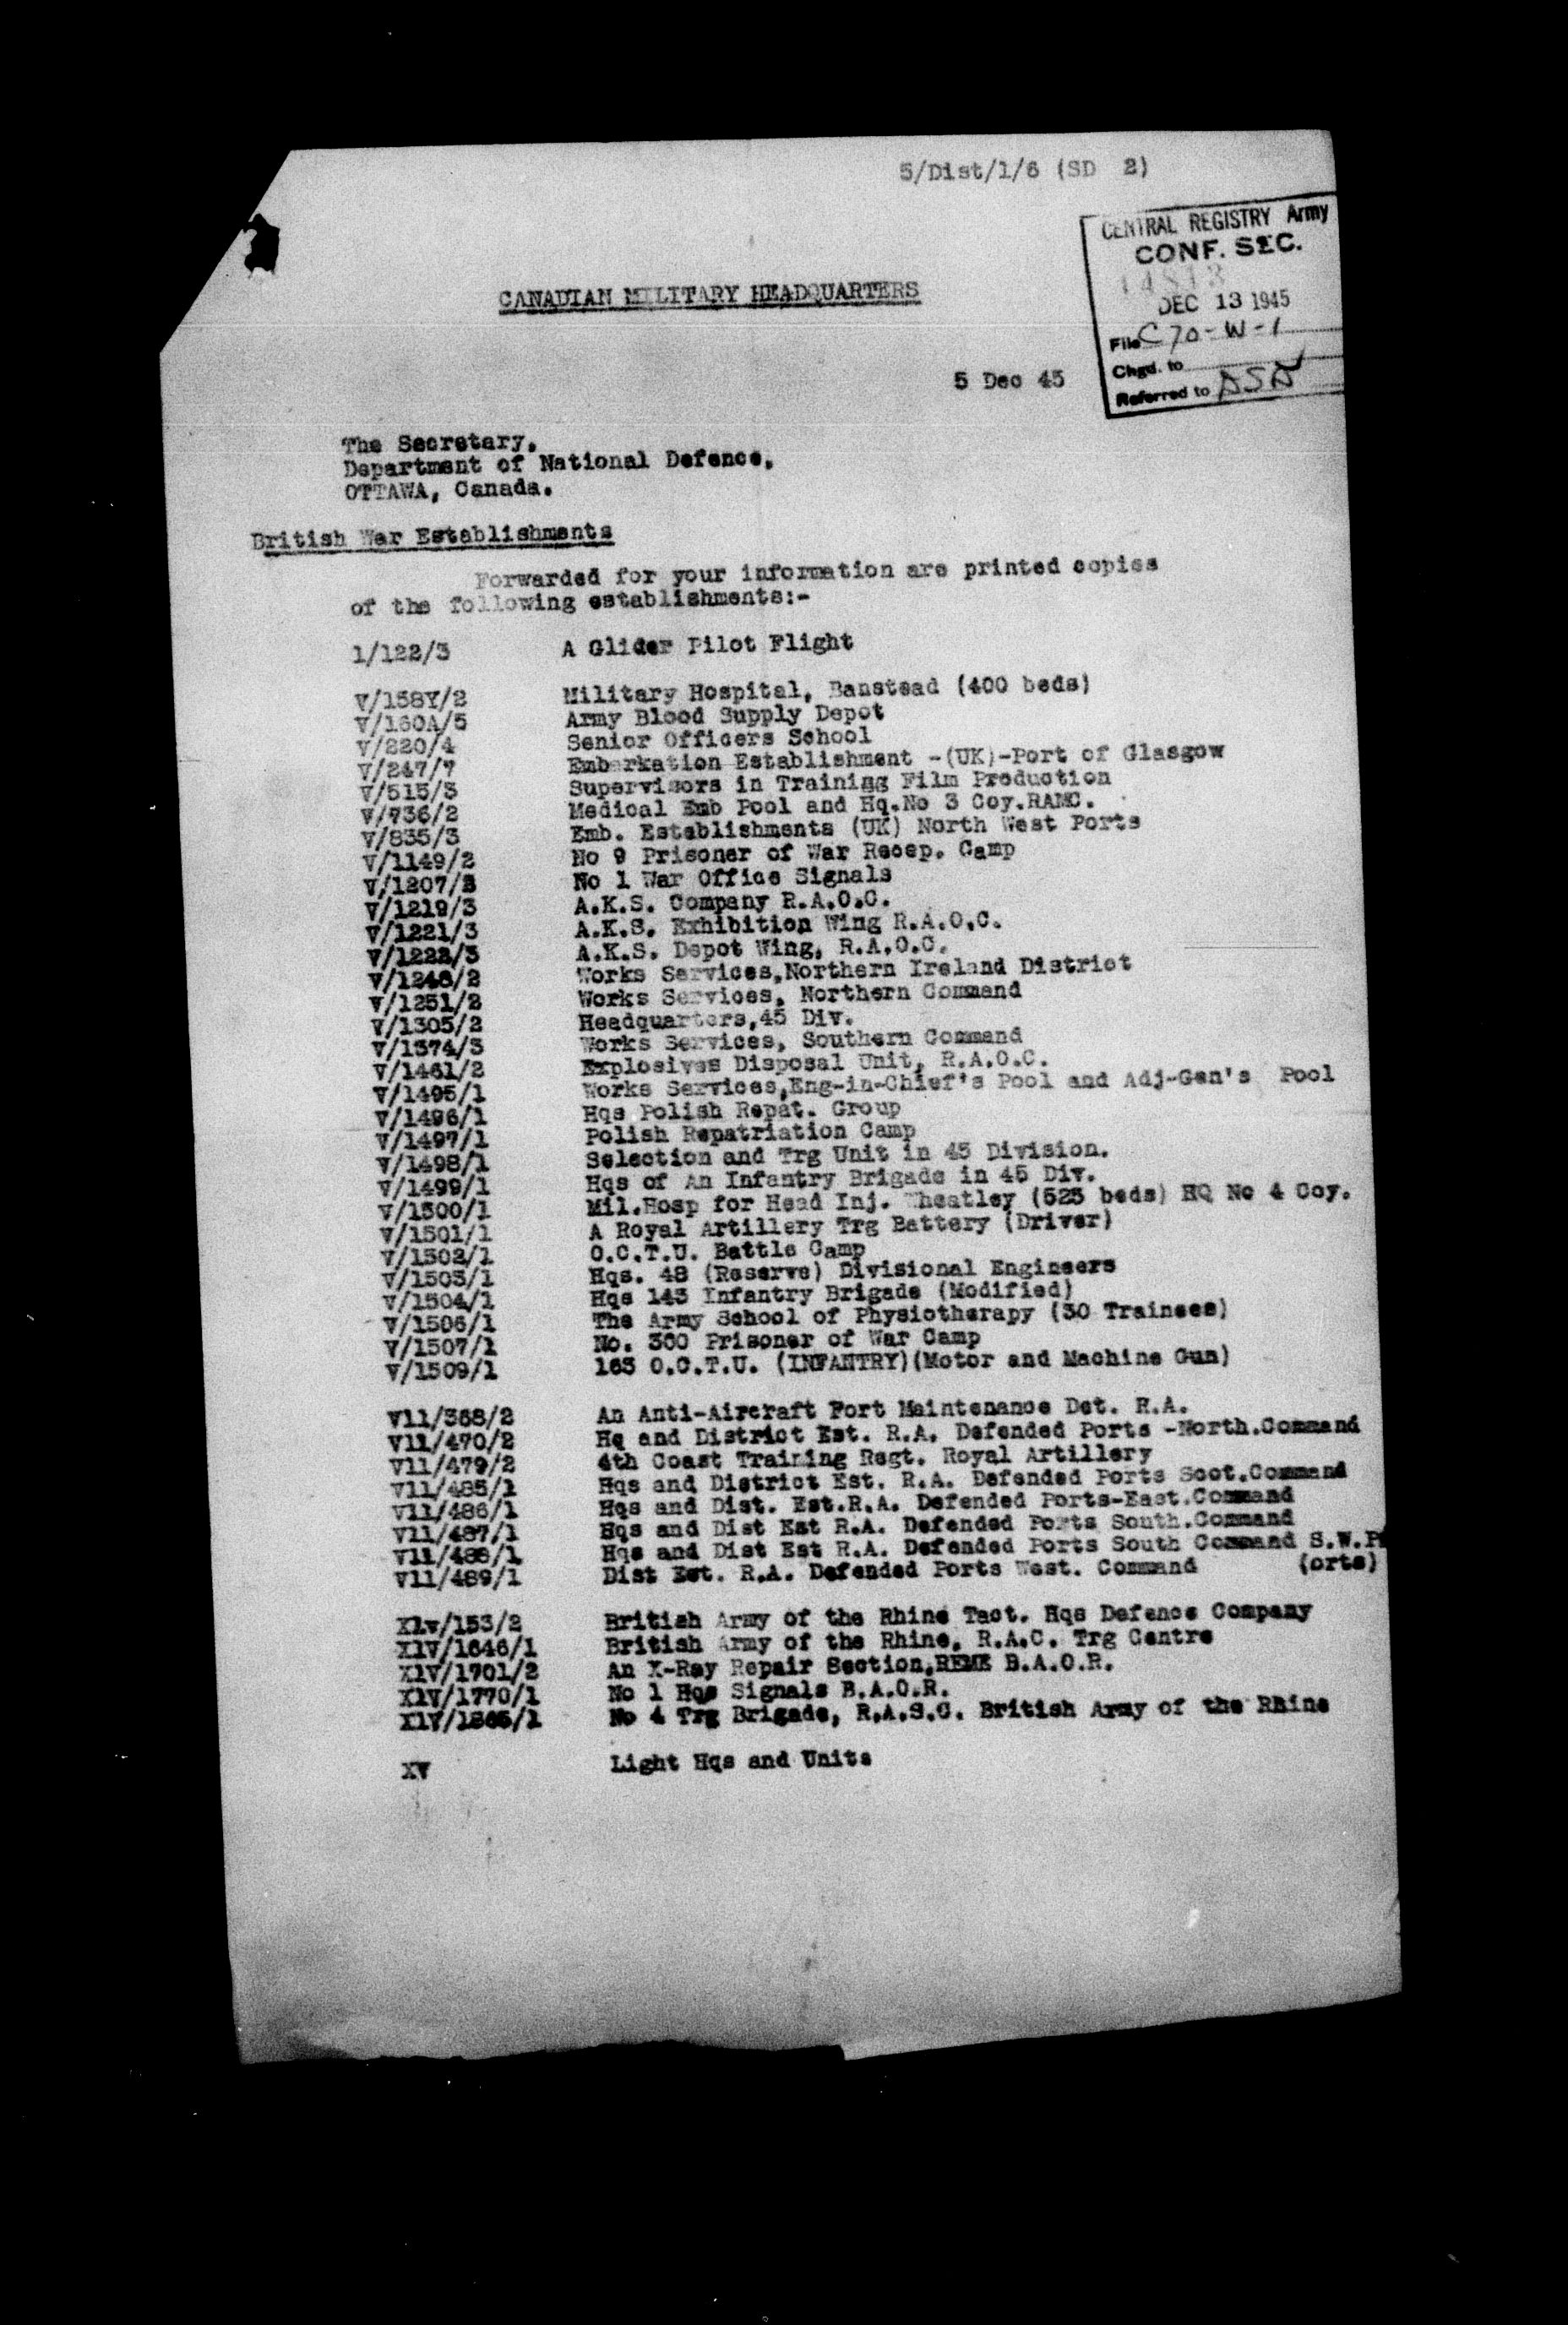 5/Dist/1/6 (SD 2)
CENTRAL REGISTRY Army
CONF. SEC.
DEC 13 1945
File C 70-W-1
Chgd. to
Referred to
CANADIAN MILITARY HEADQUARTERS
5 Dec 45
The Secretary,
Department of National Defence,
OTTAWA, Canada.
British War Establishments
Forwarded for your information are printed copies
of the following establishments:-
1/122/3 A Glider Pilot Flight
V/158Y/2 Military Hospital, Banstead (400 beds)
V/160A/5 Army Blood Supply Depot
V/220/4 Senior Officers School
V/247/7 Embarkation Establishment -(UK)-Port of Glasgow
V/515/3 Supervisors in Training Film Production
V/736/2 Medical Emb Pool and Hq.No 3 Coy.RAMC.
V/835/3 Emb. Establishments (UK) North West Ports
V/1149/2 No 9 Prisoner of War Recep. Camp
V/1207/3 No 1 War Office Signals
V/1219/3 A.K.S. Company R.A.O.C.
V/1221/3 A.K.S. Exhibition Wing R.A.O.C.
V/1222/3 A.K.S. Depot Wing, R.A.O.C.
V/1248/2 Works Services,Northern Ireland District
V/1251/2 Works Services, Northern Command
V/1305/2 Headquarters,45 Div.
V/1374/3 Works Services, Southern Command
V/1461/2 Explosives Disposal Unit, R.A.O.C.
V/1495/1 Works Services,Eng-in-Chief's Pool and Adj-Gen's Pool
V/1496/1 Hqs Polish Repat. Group
V/1497/1 Polish Repatriation Camp
V/1498/1 Selection and Trg Unit in 45 Division.
V/1499/1 Hqs of An Infantry Brigade in 45 Div.
V/1500/1 Mil.Hosp for Head Inj. Wheatley (523 beds) HQ No 4 Coy.
V/1501/1 A Royal Artillery Trg Battery (Driver)
V/1502/1 O.C.T.U. Battle Camp
V/1503/1 Hqs. 48 (Reserve) Divisional Engineers
V/1504/1 Hqs 143 Infantry Brigade (Modified)
V/1506/1 The Army School of Physiotherapy (30 Trainees)
V/1507/1 No. 300 Prisoner of War Camp
V/1509/1 163 O.C.T.U. (INFANTRY)(Motor and Machine Gun)
V11/368/2 An Anti-Aircraft Fort Maintenance Det. R.A.
V11/470/2 Hq and District Est. R.A. Defended Ports -North.Command
V11/479/2 4th Coast Training Regt. Royal Artillery
V11/485/1 Hqs and District Est. R.A. Defended Ports Scot.Command
V11/486/1 Hqs and Dist. Est.R.A. Defended Ports-East.Command
V11/487/1 Hqs and Dist Est R.A. Defended Ports South.Command
V11/488/1 Hqs and Dist Est R.A. Defended Ports South Command S.W.P
V11/489/1 Dist Est. R.A. Defended Ports West. Command (orts)
X1v/153/2 British Army of the Rhine Tact. Hqs Defence Company
X1V/1646/1 British Army of the Rhine, R.A.C. Trg Centre
X1V/1701/2 An X-Ray Repair Section,REME B.A.O.R.
X1V/1770/1 No 1 Hqs Signals B.A.O.R.
X1V/1865/1 No 4 Trg Brigade, R.A.S.C. British Army of the Rhine
XV Light Hqs and Units